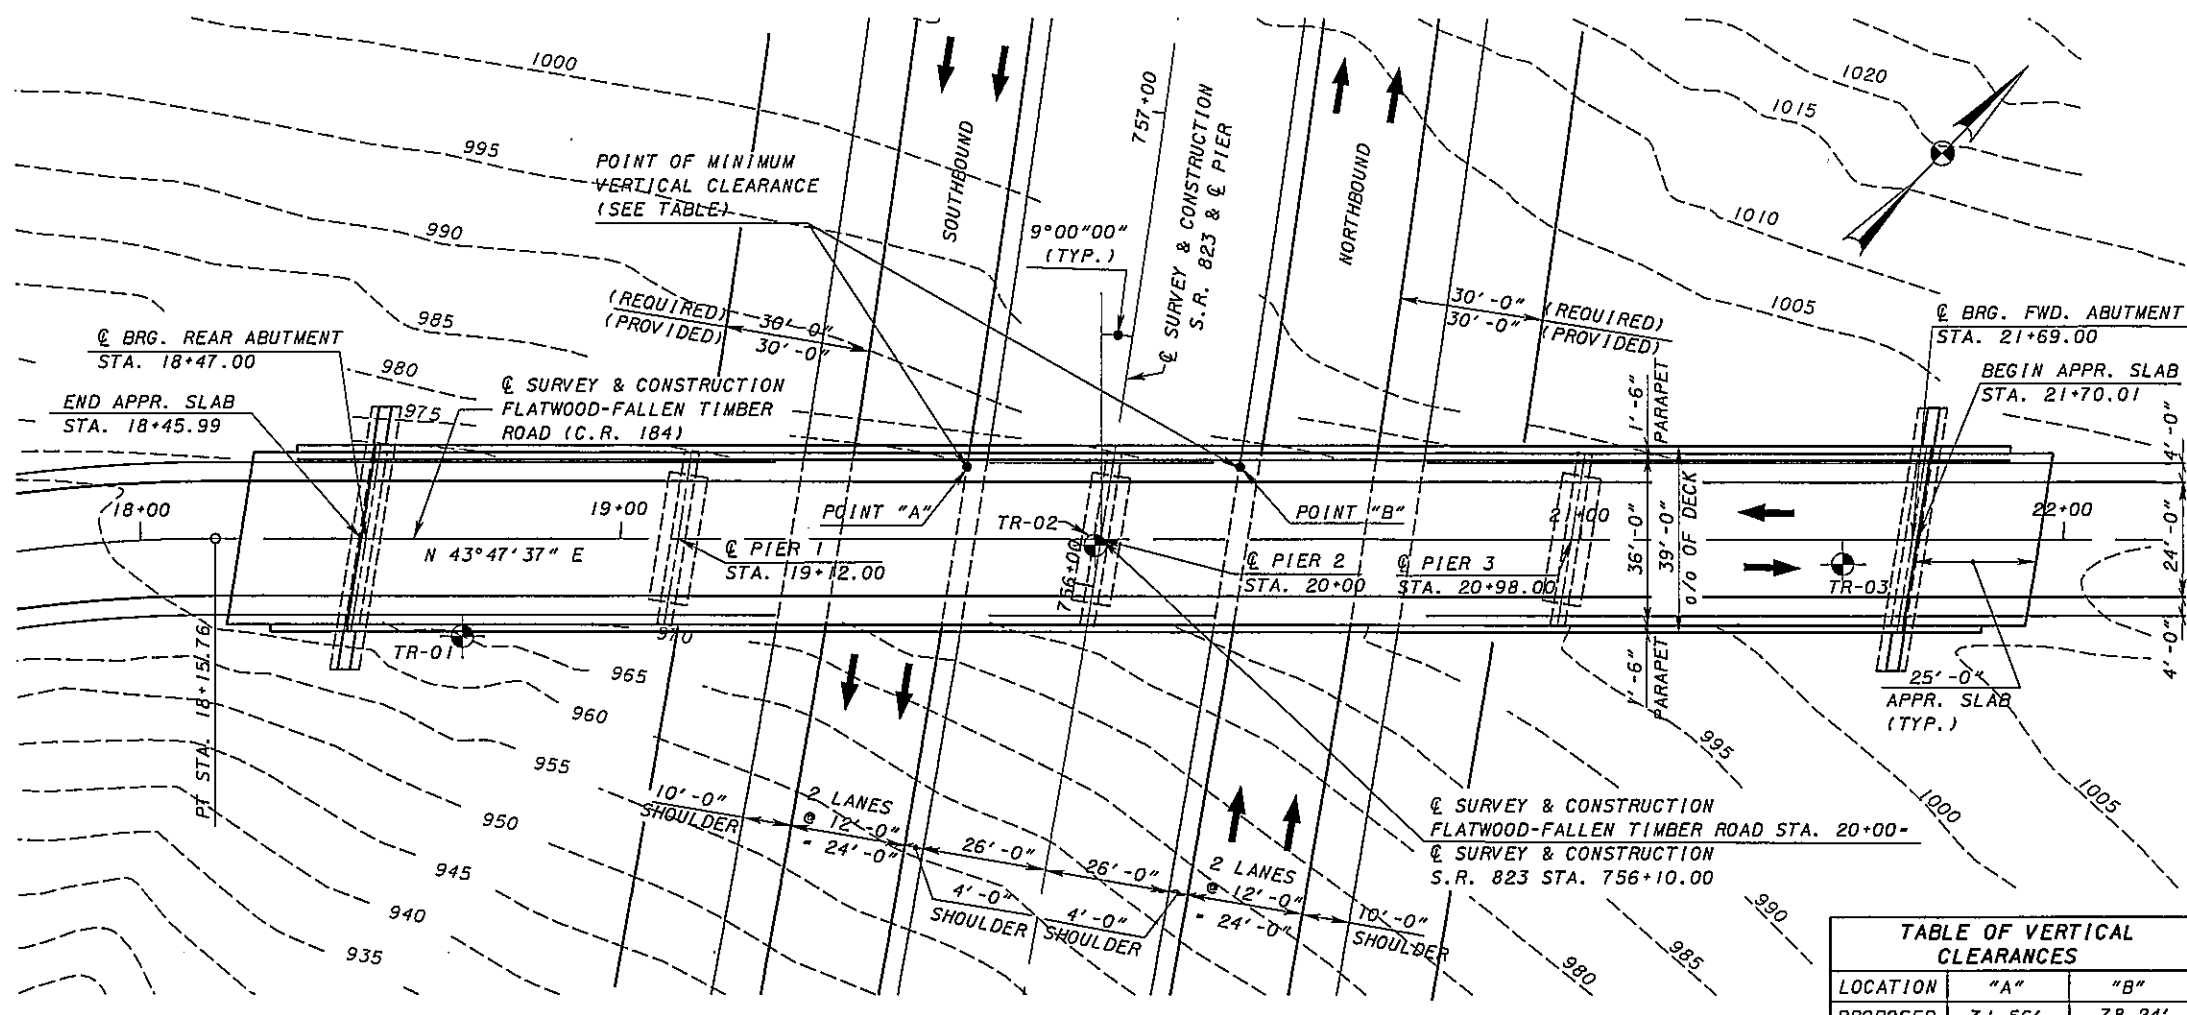 1000
1020
1015
995
757+00
SOUTHBOUND
℄ SURVEY & CONSTRUCTION
S.R. 823 & ℄ PIER
NORTHBOUND
POINT OF MINIMUM
VERTICAL CLEARANCE
(SEE TABLE)
1010
990
9°00"00"
(TYP.)
985
(REQUIRED) 30'-0"
(PROVIDED) 30'-0"
30'-0" (REQUIRED)
30'-0" (PROVIDED)
1005
℄ BRG. REAR ABUTMENT
STA. 18+47.00
℄ BRG. FWD. ABUTMENT
STA. 21+69.00
980
℄ SURVEY & CONSTRUCTION
FLATWOOD-FALLEN TIMBER
ROAD (C.R. 184)
BEGIN APPR. SLAB
STA. 21+70.01
END APPR. SLAB
STA. 18+45.99
975
1'-6"
PARAPET
36'-0"
39'-0"
o/o OF DECK
1'-6"
PARAPET
4'-0"
24'-0"
4'-0"
18+00
19+00
POINT "A"
TR-02
POINT "B"
21+00
22+00
N 43°47'37" E
℄ PIER 1
STA. 19+12.00
756+00
℄ PIER 2
STA. 20+00
℄ PIER 3
STA. 20+98.00
TR-03
PT STA. 18+15.76
TR-01
970
965
25'-0"
APPR. SLAB
(TYP.)
960
955
995
1000
1005
10'-0"
SHOULDER
2 LANES
@ 12'-0"
= 24'-0"
26'-0"
26'-0"
2 LANES
@ 12'-0"
= 24'-0"
10'-0"
SHOULDER
4'-0"
SHOULDER
4'-0"
SHOULDER
℄ SURVEY & CONSTRUCTION
FLATWOOD-FALLEN TIMBER ROAD STA. 20+00=
℄ SURVEY & CONSTRUCTION
S.R. 823 STA. 756+10.00
950
945
940
935
990
985
980
TABLE OF VERTICAL
CLEARANCES
LOCATION "A" "B"